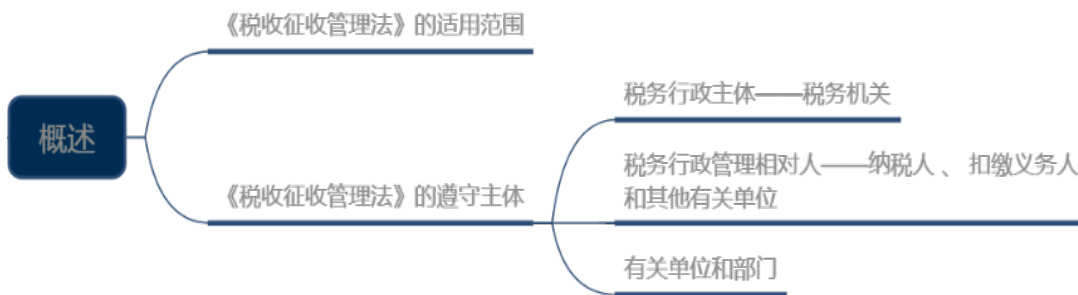 概述
《税收征收管理法》的适用范围
《税收征收管理法》的遵守主体
税务行政主体——税务机关
税务行政管理相对人——纳税人 、 扣缴义务人
和其他有关单位
有关单位和部门